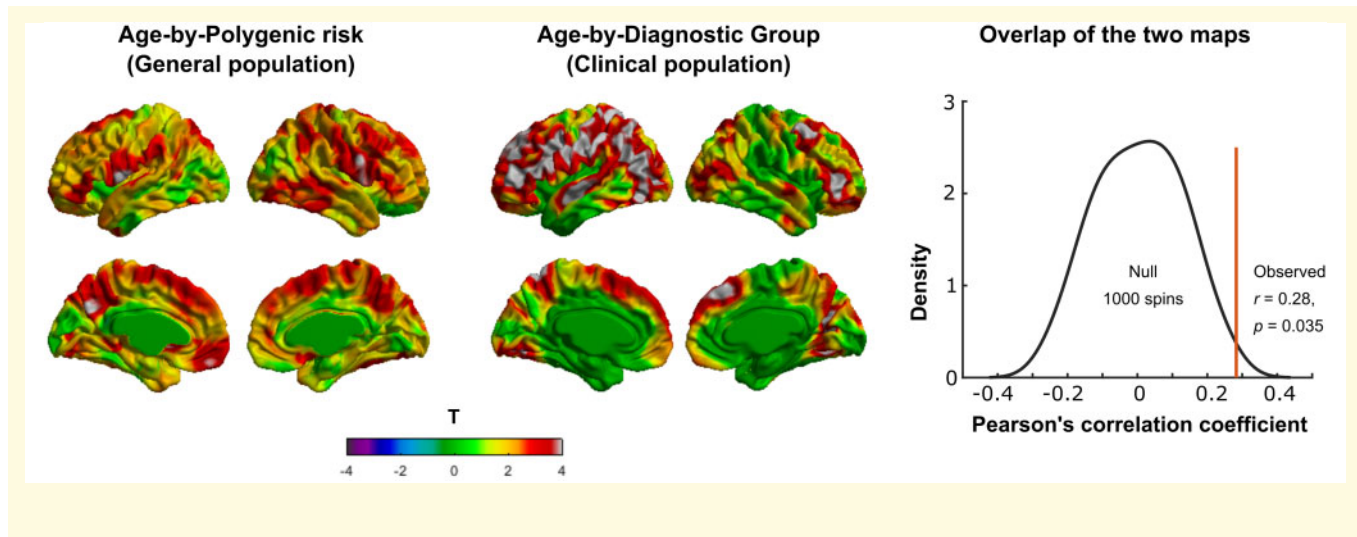 Age-by-Polygenic risk
(General population)
Age-by-Diagnostic Group
(Clinical population)
Overlap of the two maps
T
-4 -2 0 2 4
Density
3
2
1
0
Null
1000 spins
Observed
r = 0.28,
p = 0.035
-0.4 -0.2 0 0.2 0.4
Pearson's correlation coefficient